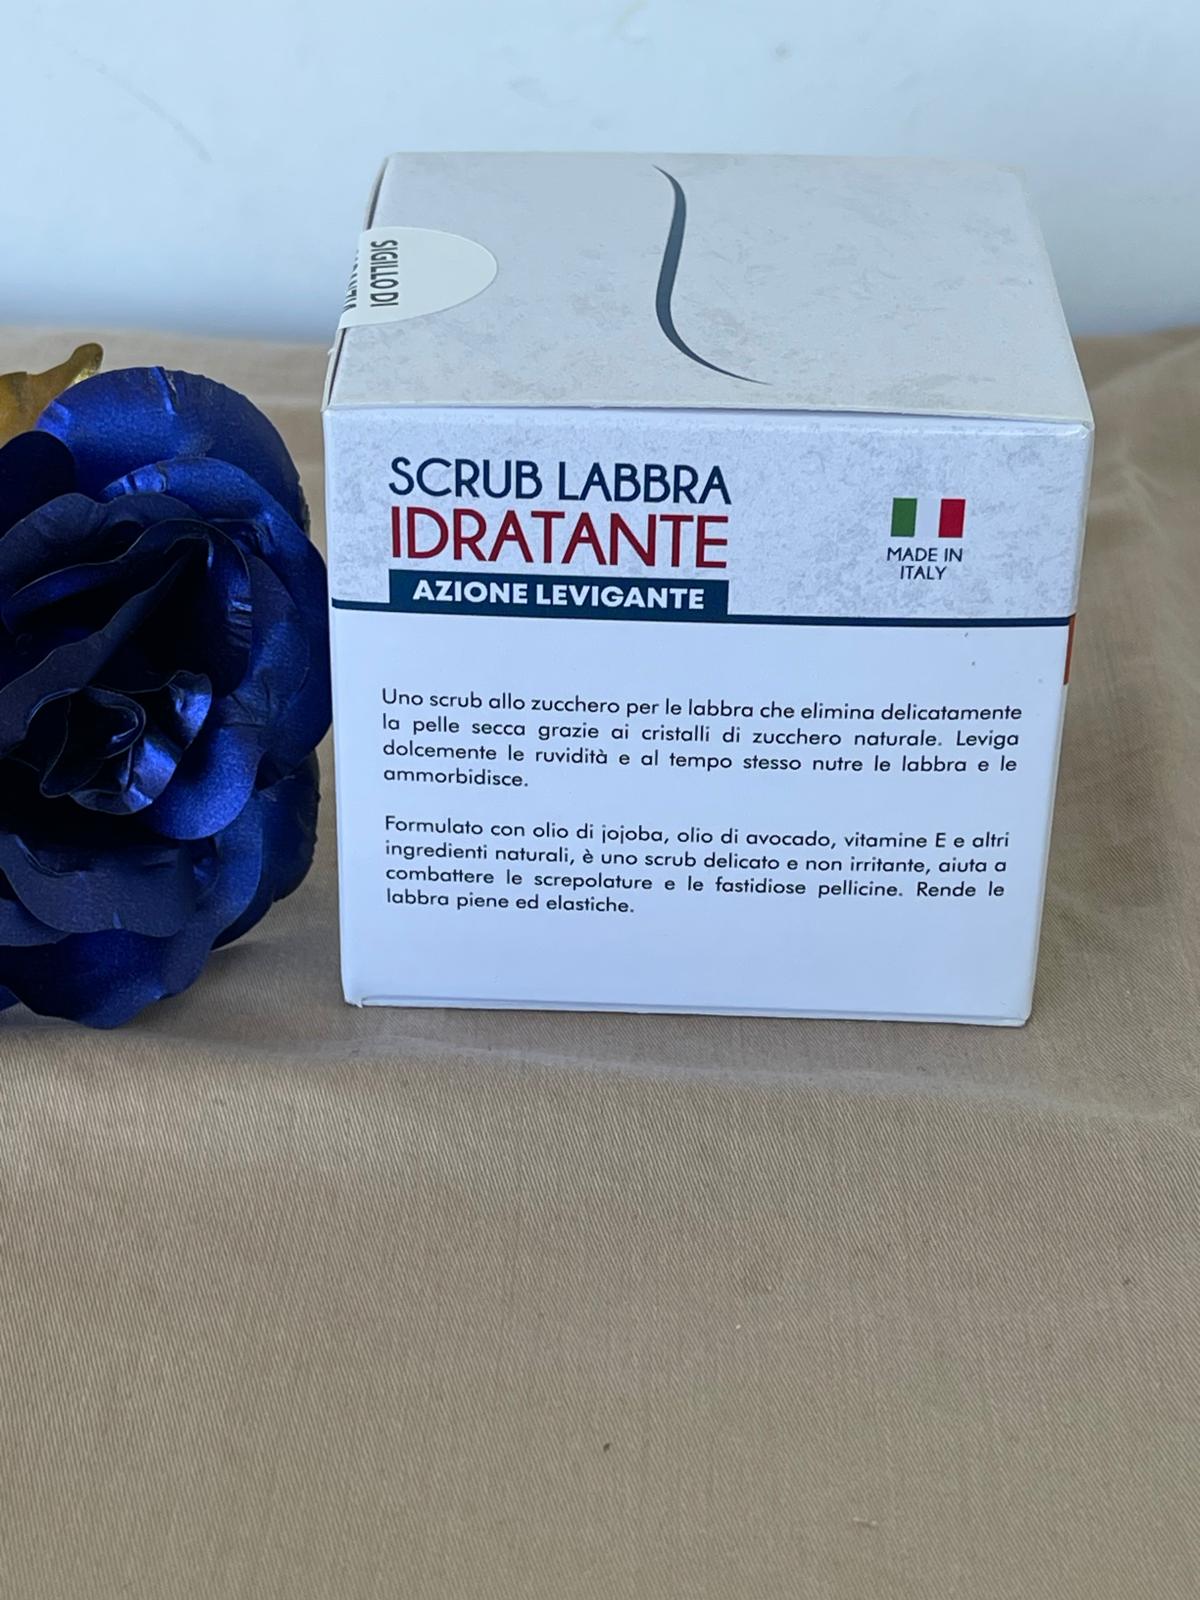 SIGILLO DI
SCRUB LABBRA
IDRATANTE
AZIONE LEVIGANTE
MADE IN
ITALY
Uno scrub allo zucchero per le labbra che elimina delicatamente
la pelle secca grazie ai cristalli di zucchero naturale. Leviga
dolcemente le ruvidità e al tempo stesso nutre le labbra e le
ammorbidisce.
Formulato con olio di jojoba, olio di avocado, vitamine E e altri
ingredienti naturali, è uno scrub delicato e non irritante, aiuta a
combattere le screpolature e le fastidiose pellicine. Rende le
labbra piene ed elastiche.